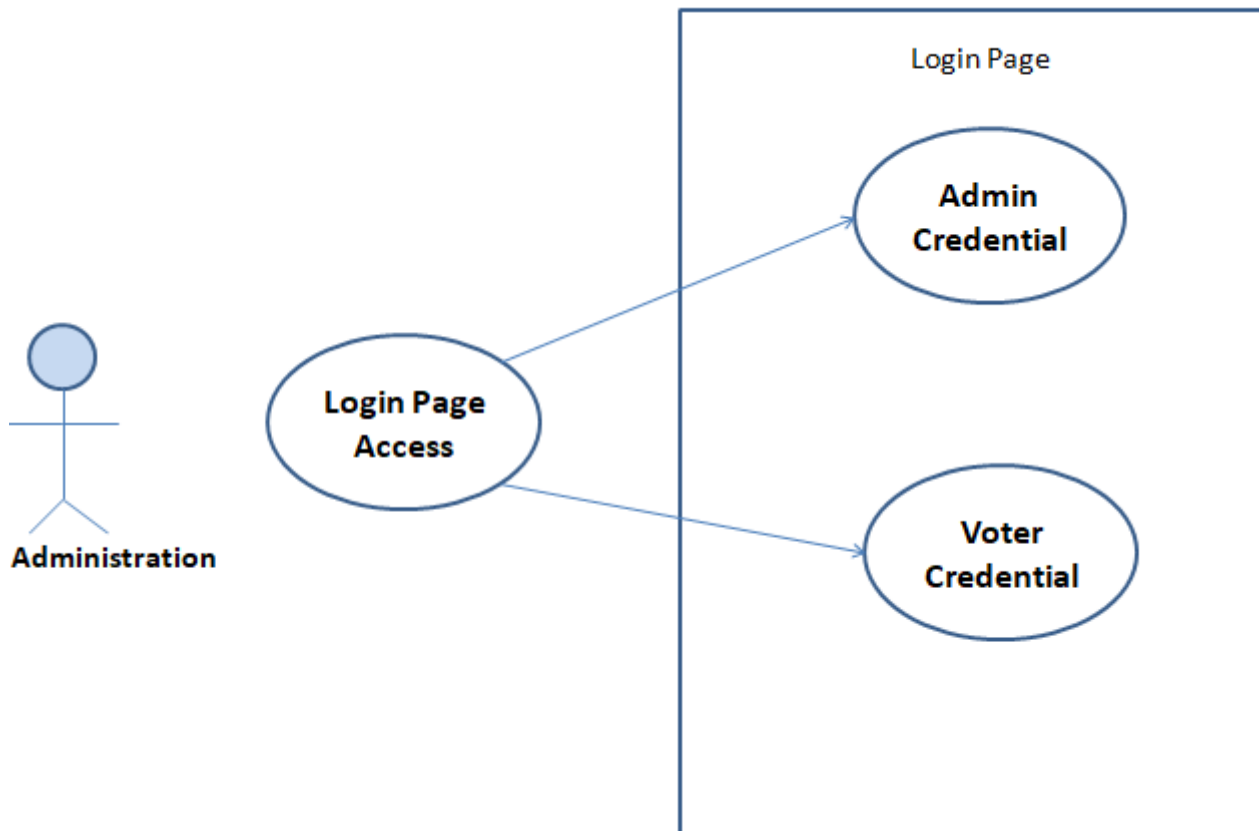 Login Page
Admin
Credential
Login Page
Access
Administration
Voter
Credential